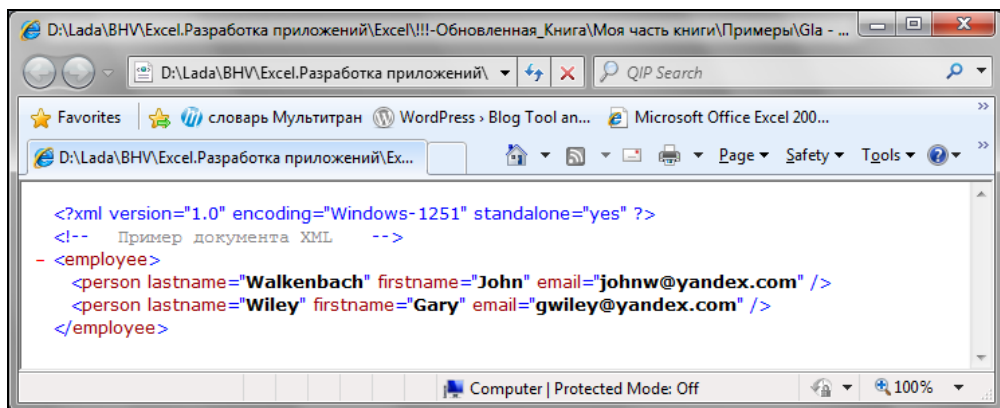 D:\Lada\BHV\Excel.Разработка приложений\Excel\!!!-Обновленная_Книга\Моя часть книги\Примеры\Gla - ...
D:\Lada\BHV\Excel.Разработка приложений\ QIP Search
Favorites словарь Мультитран WordPress › Blog Tool an... Microsoft Office Excel 200... »
D:\Lada\BHV\Excel.Разработка приложений\Ex... Page Safety Tools »
<?xml version="1.0" encoding="Windows-1251" standalone="yes" ?>
<!-- Пример документа XML -->
- <employee>
<person lastname="Walkenbach" firstname="John" email="johnw@yandex.com" />
<person lastname="Wiley" firstname="Gary" email="gwiley@yandex.com" />
</employee>
Computer | Protected Mode: Off 100%